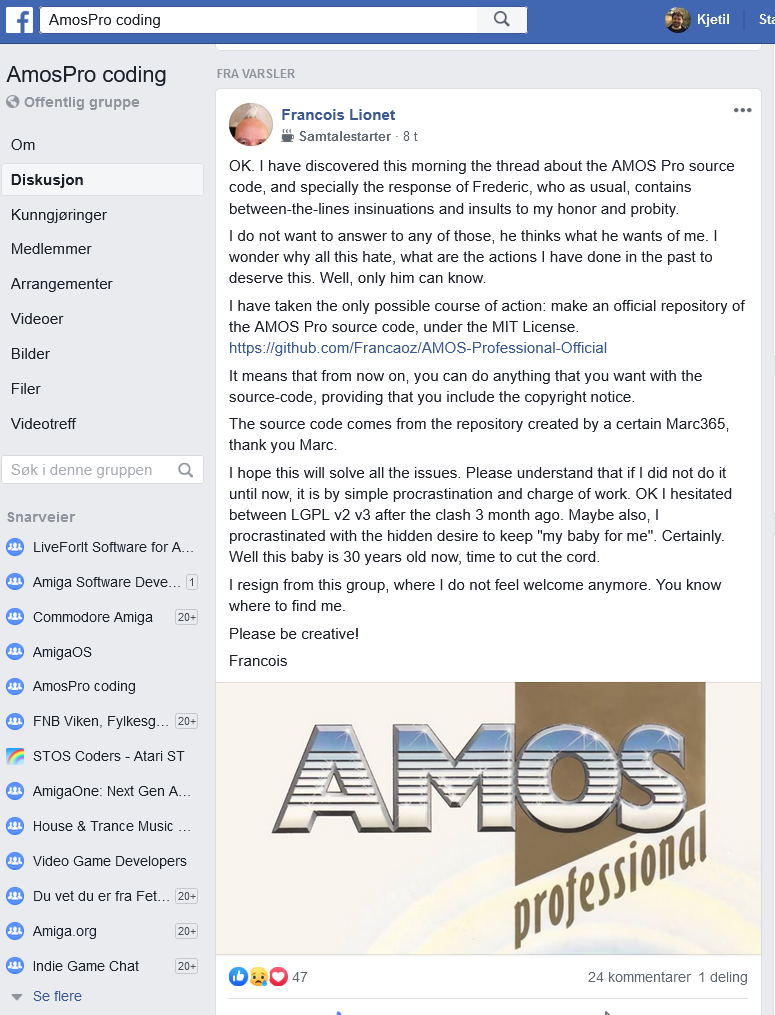 AmosPro coding
Kjetil
Sta
AmosPro coding
Offentlig gruppe
Om
Diskusjon
Kunngjøringer
Medlemmer
Arrangementer
Videoer
Bilder
Filer
Videotreff
Søk i denne gruppen
Snarveier
LiveForIt Software for A...
Amiga Software Deve... 1
Commodore Amiga 20+
AmigaOS
AmosPro coding
FNB Viken, Fylkesg... 20+
STOS Coders - Atari ST
AmigaOne: Next Gen A...
House & Trance Music ...
Video Game Developers
Du vet du er fra Fet... 20+
Amiga.org 20+
Indie Game Chat 20+
Se flere
FRA VARSLER
Francois Lionet
Samtalestarter · 8 t
OK. I have discovered this morning the thread about the AMOS Pro source
code, and specially the response of Frederic, who as usual, contains
between-the-lines insinuations and insults to my honor and probity.
I do not want to answer to any of those, he thinks what he wants of me. I
wonder why all this hate, what are the actions I have done in the past to
deserve this. Well, only him can know.
I have taken the only possible course of action: make an official repository of
the AMOS Pro source code, under the MIT License.
https://github.com/Francaoz/AMOS-Professional-Official
It means that from now on, you can do anything that you want with the
source-code, providing that you include the copyright notice.
The source code comes from the repository created by a certain Marc365,
thank you Marc.
I hope this will solve all the issues. Please understand that if I did not do it
until now, it is by simple procrastination and charge of work. OK I hesitated
between LGPL v2 v3 after the clash 3 month ago. Maybe also, I
procrastinated with the hidden desire to keep "my baby for me". Certainly.
Well this baby is 30 years old now, time to cut the cord.
I resign from this group, where I do not feel welcome anymore. You know
where to find me.
Please be creative!
Francois
AMOS
professional
47
24 kommentarer 1 deling